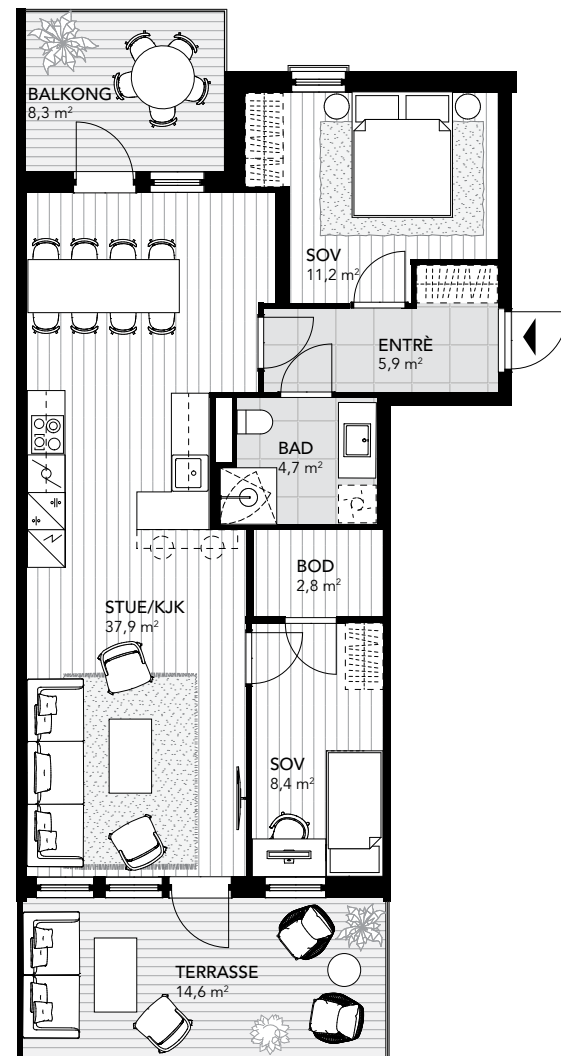 BALKONG
8,3 m²
SOV
11,2 m²
ENTRÈ
5,9 m²
BAD
4,7 m²
BOD
2,8 m²
STUE/KJK
37,9 m²
SOV
8,4 m²
TERRASSE
14,6 m²